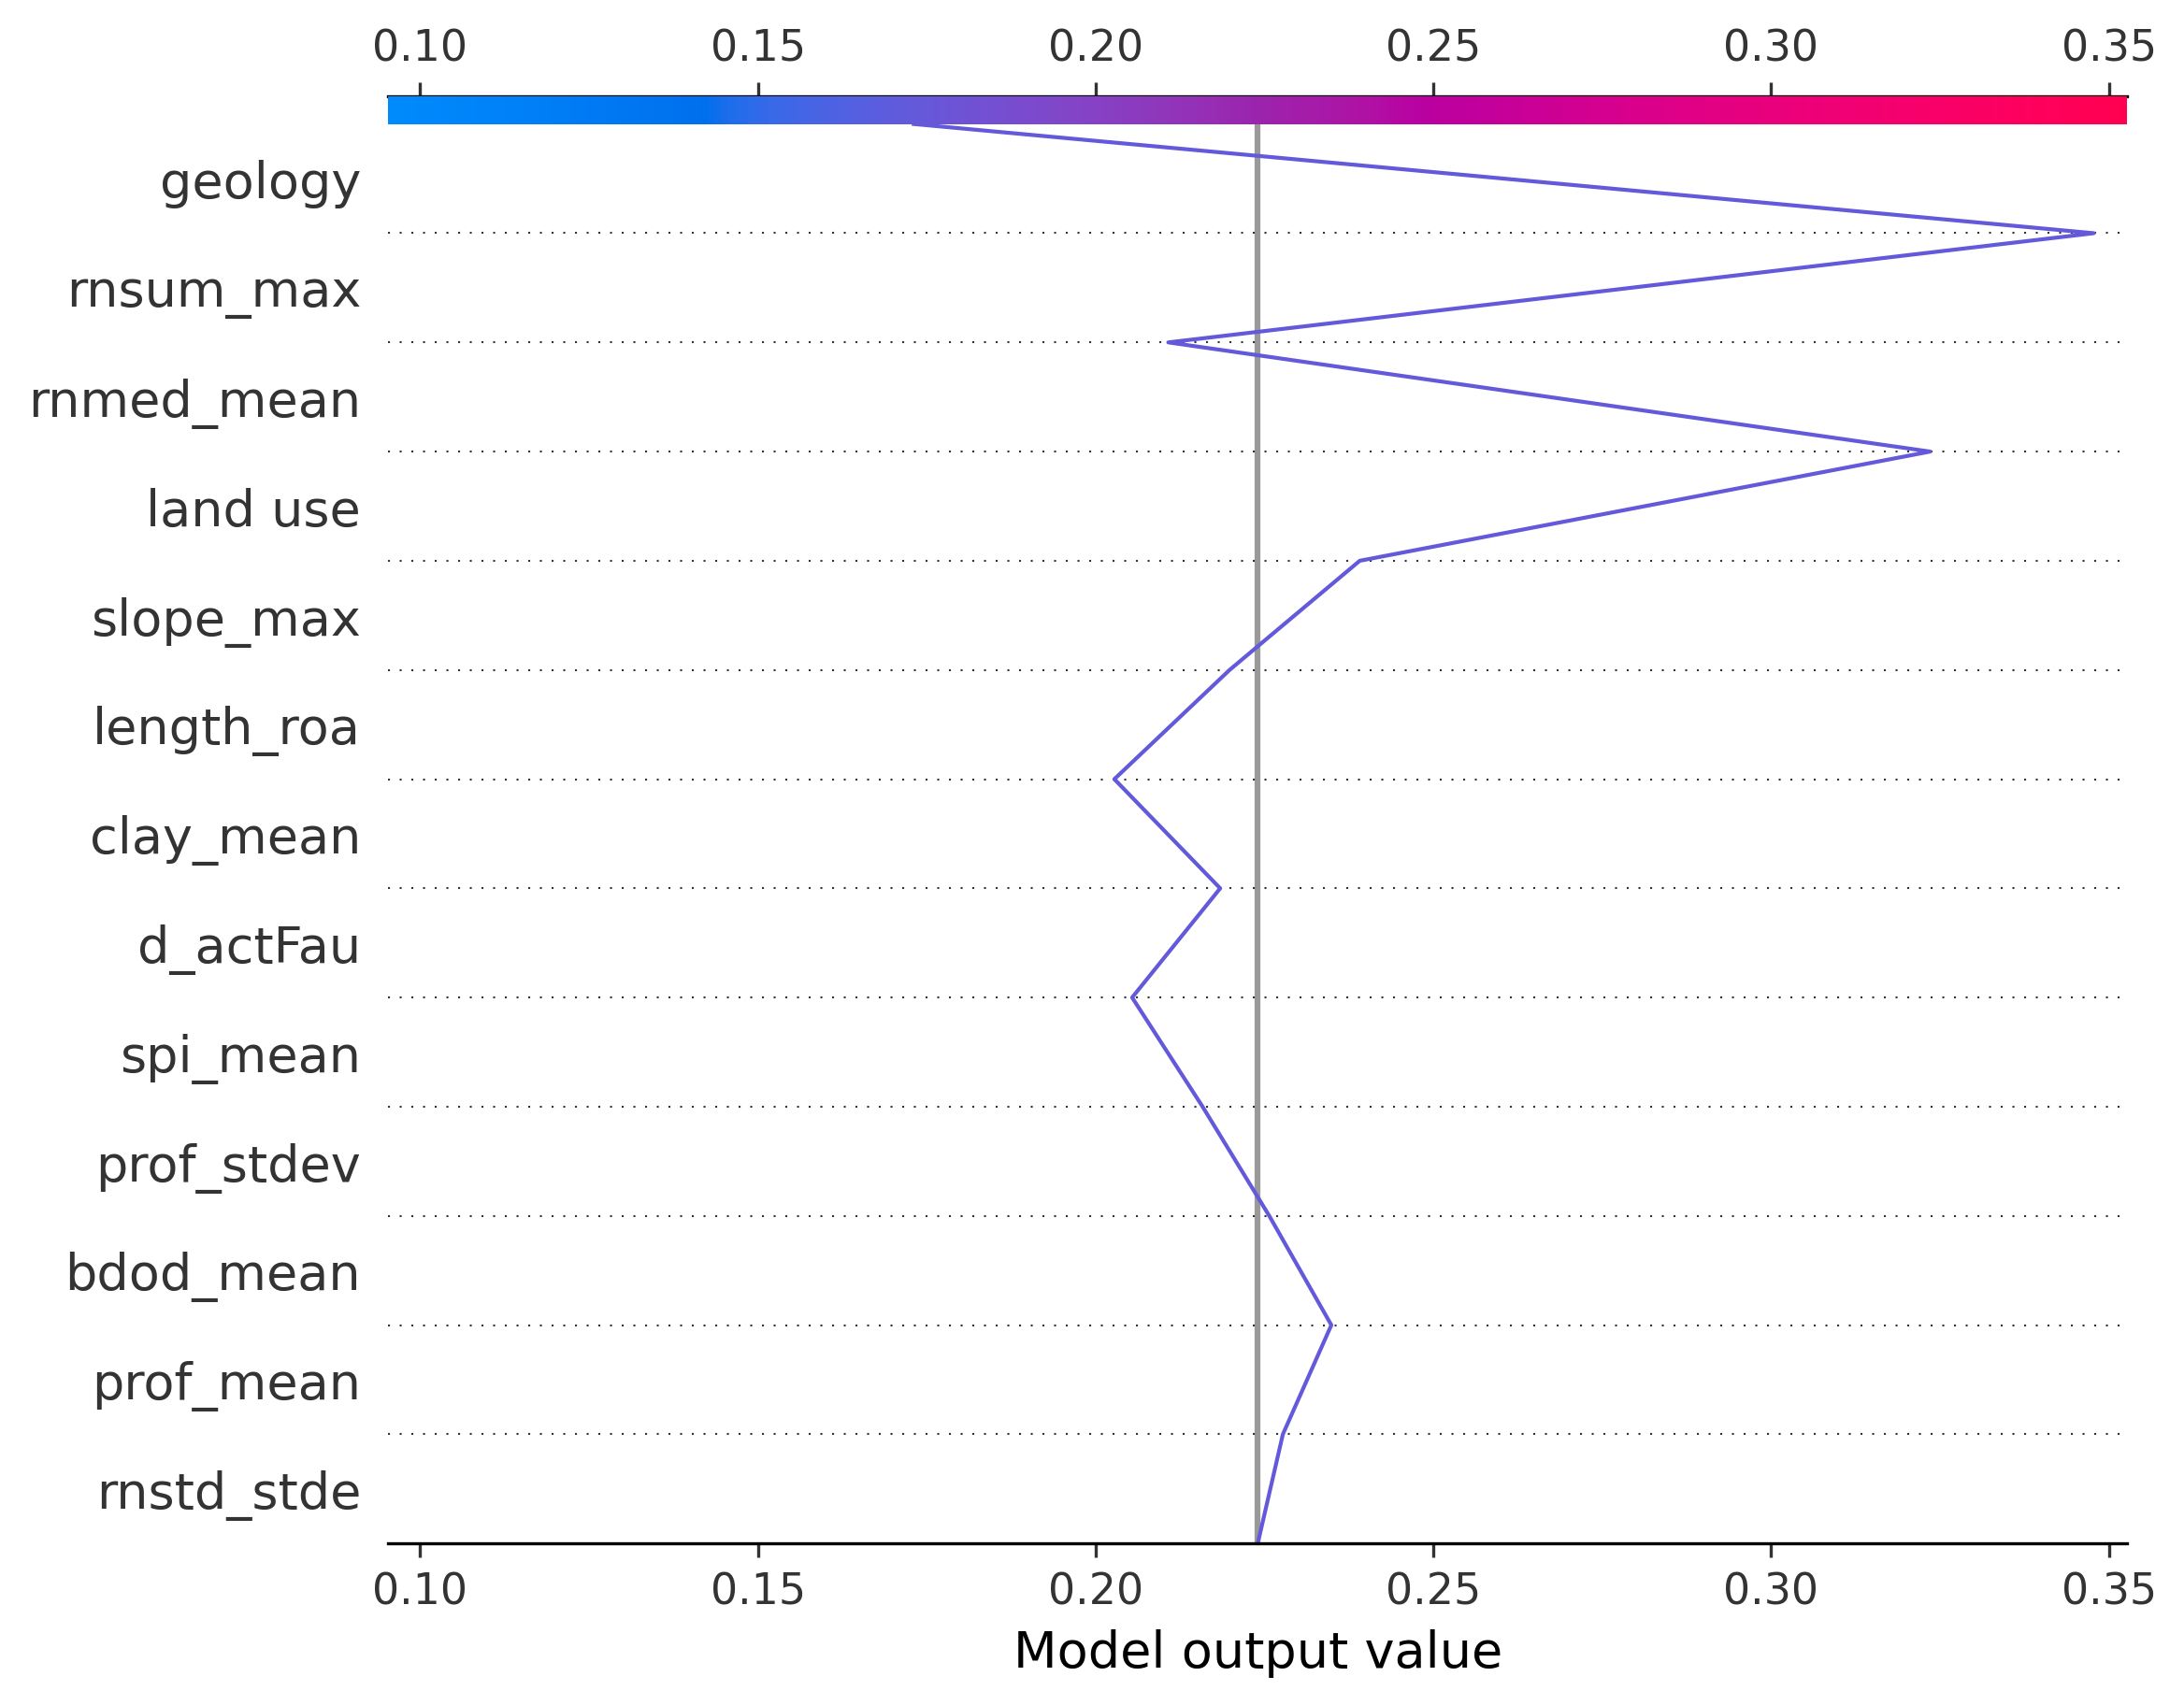 0.10 0.15 0.20 0.25 0.30 0.35
geology
rnsum_max
rnmed_mean
land use
slope_max
length_roa
clay_mean
d_actFau
spi_mean
prof_stdev
bdod_mean
prof_mean
rnstd_stde
0.10 0.15 0.20 0.25 0.30 0.35
Model output value